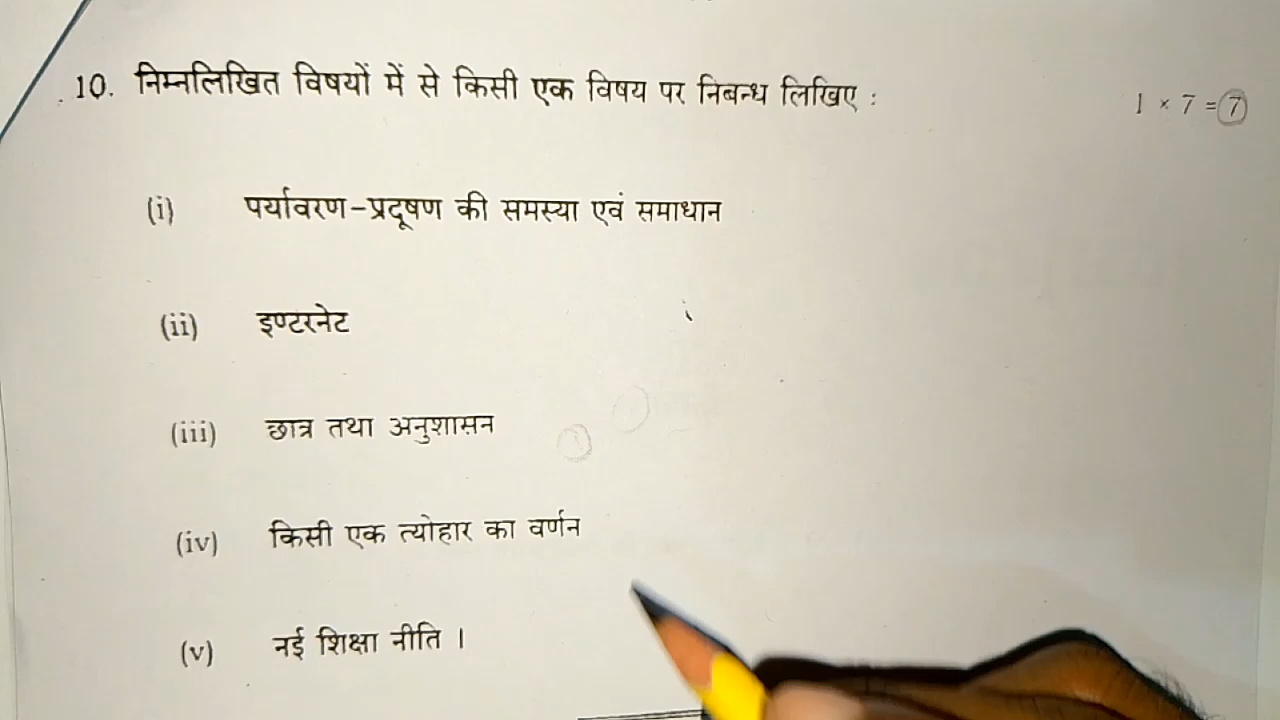 10. निम्नलिखित विषयों में से किसी एक विषय पर निबन्ध लिखिए : 1 × 7 = 7
(i) पर्यावरण-प्रदूषण की समस्या एवं समाधान
(ii) इण्टरनेट
(iii) छात्र तथा अनुशासन
(iv) किसी एक त्योहार का वर्णन
(v) नई शिक्षा नीति ।